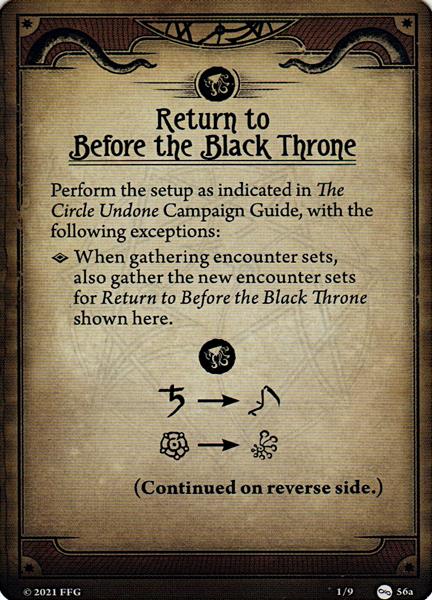 Return to
Before the Black Throne
Perform the setup as indicated in The
Circle Undone Campaign Guide, with the
following exceptions:
When gathering encounter sets,
also gather the new encounter sets
for Return to Before the Black Throne
shown here.
(Continued on reverse side.)
© 2021 FFG
1/9
56a